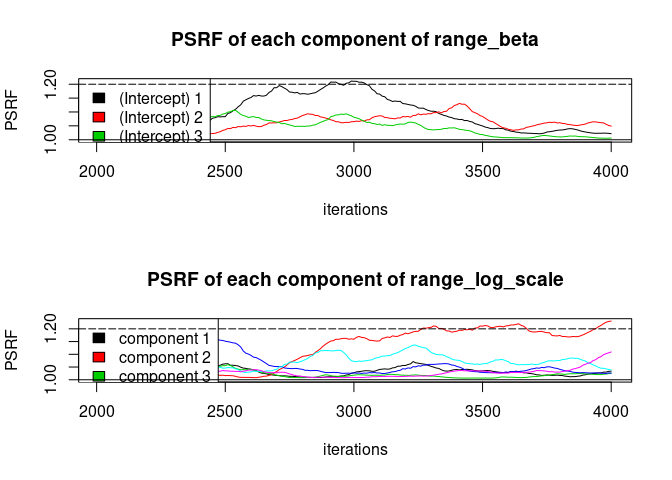 PSRF of each component of range_beta
PSRF
1.20
1.00
(Intercept) 1
(Intercept) 2
(Intercept) 3
2000 2500 3000 3500 4000
iterations
PSRF of each component of range_log_scale
PSRF
1.20
1.00
component 1
component 2
component 3
2000 2500 3000 3500 4000
iterations